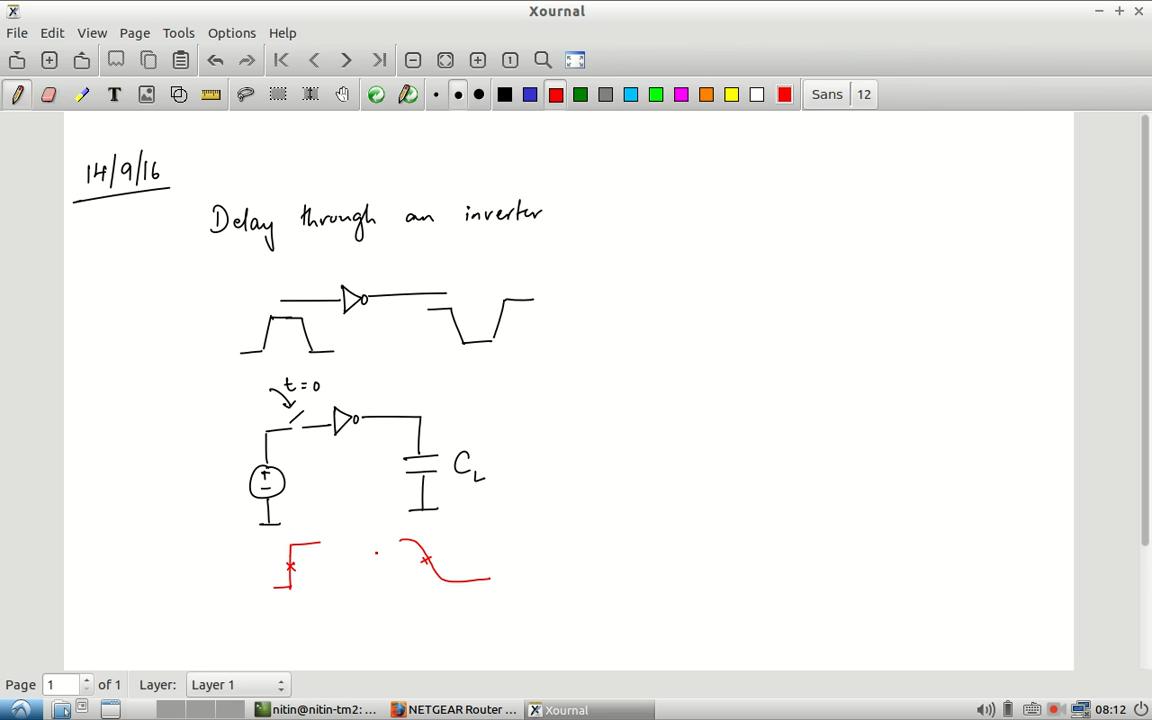 Xournal
File Edit View Page Tools Options Help
Sans 12
14/9/16
Delay through an inverter
t = 0
+
C_L
Page 1 of 1 Layer: Layer 1
nitin@nitin-tm2: ... NETGEAR Router ... Xournal 08:12